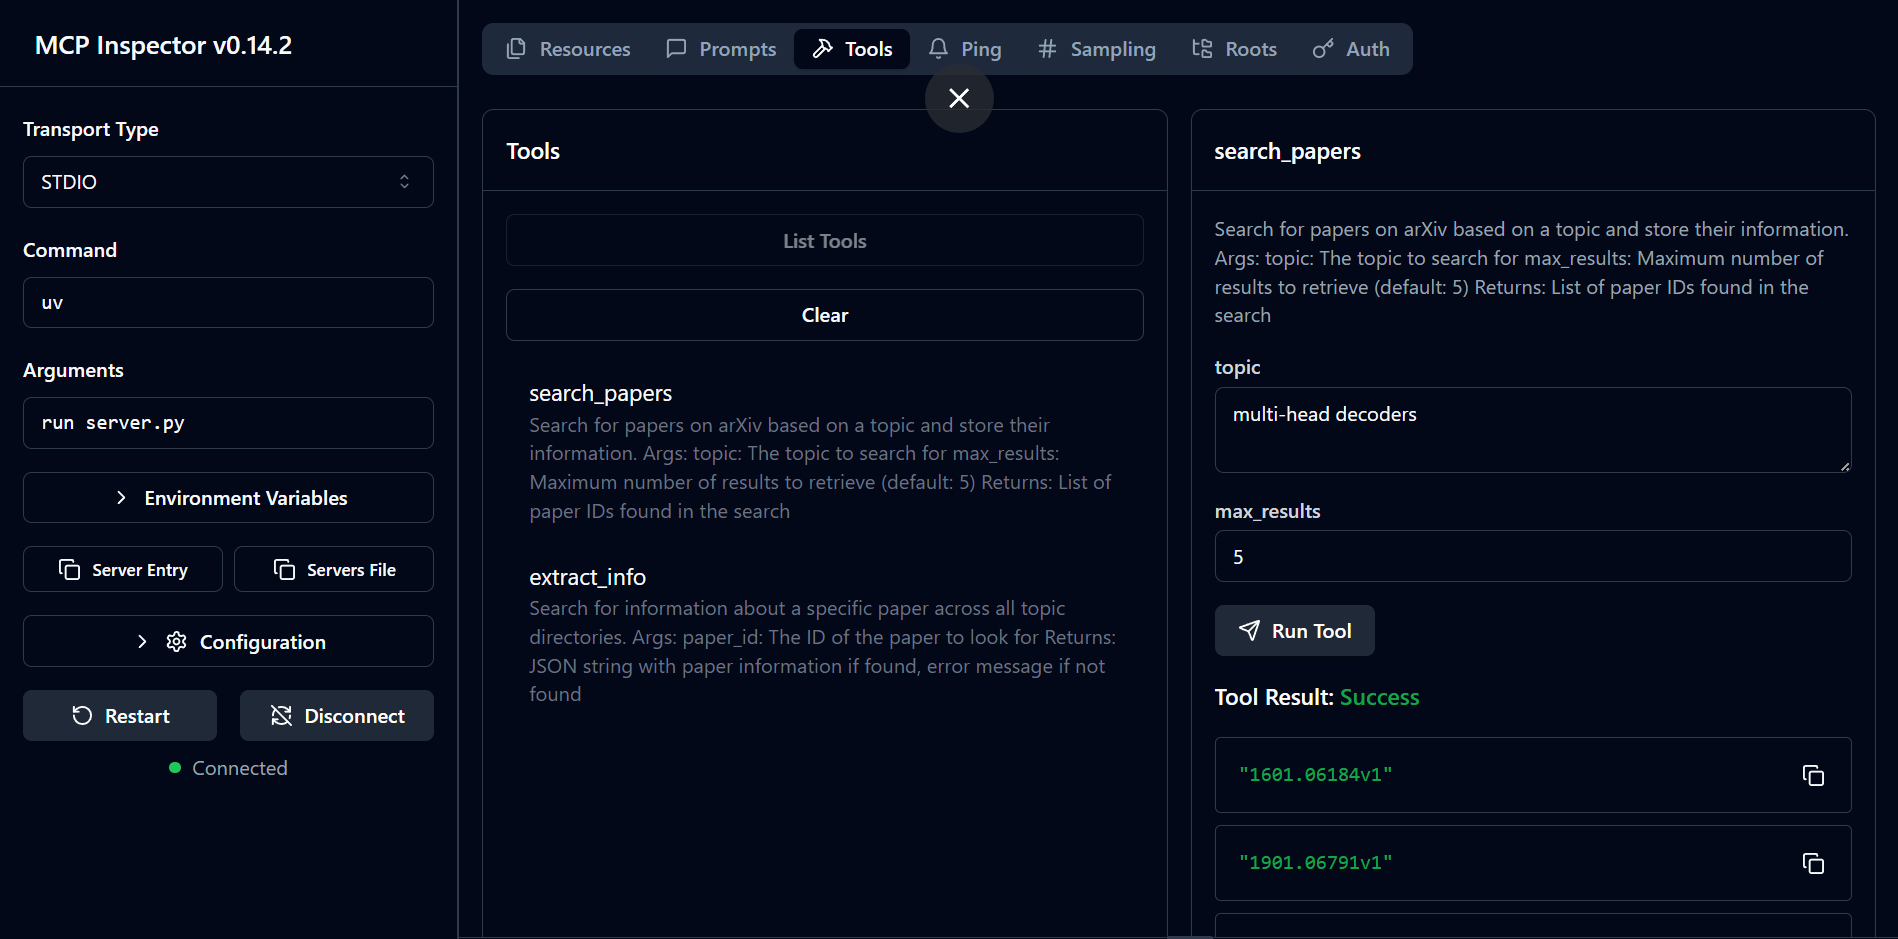 MCP Inspector v0.14.2
Transport Type
STDIO
Command
uv
Arguments
run server.py
Environment Variables
Server Entry
Servers File
Configuration
Restart
Disconnect
Connected
Resources
Prompts
Tools
Ping
Sampling
Roots
Auth
Tools
List Tools
Clear
search_papers
Search for papers on arXiv based on a topic and store their
information. Args: topic: The topic to search for max_results:
Maximum number of results to retrieve (default: 5) Returns: List of
paper IDs found in the search
extract_info
Search for information about a specific paper across all topic
directories. Args: paper_id: The ID of the paper to look for Returns:
JSON string with paper information if found, error message if not
found
search_papers
Search for papers on arXiv based on a topic and store their information.
Args: topic: The topic to search for max_results: Maximum number of
results to retrieve (default: 5) Returns: List of paper IDs found in the
search
topic
multi-head decoders
max_results
5
Run Tool
Tool Result: Success
"1601.06184v1"
"1901.06791v1"